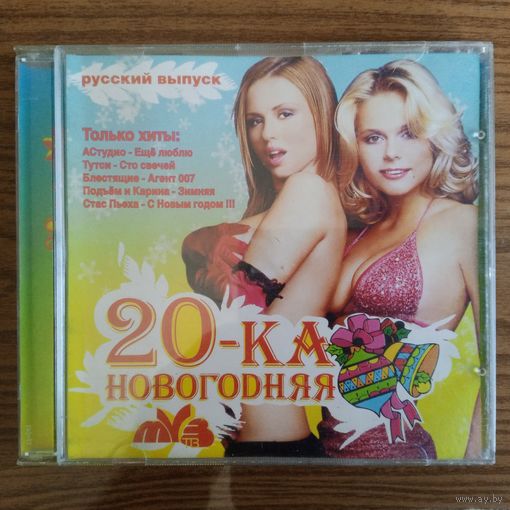 русский выпуск
Только хиты:
АСтудио - Ещё люблю
Тутси - Сто свечей
Блестящие - Агент 007
Подъём и Карина - Зимняя
Стас Пьеха - С Новым годом !!!
20-КА
НОВОГОДНЯЯ
МУЗ
ТВ
www.ay.by